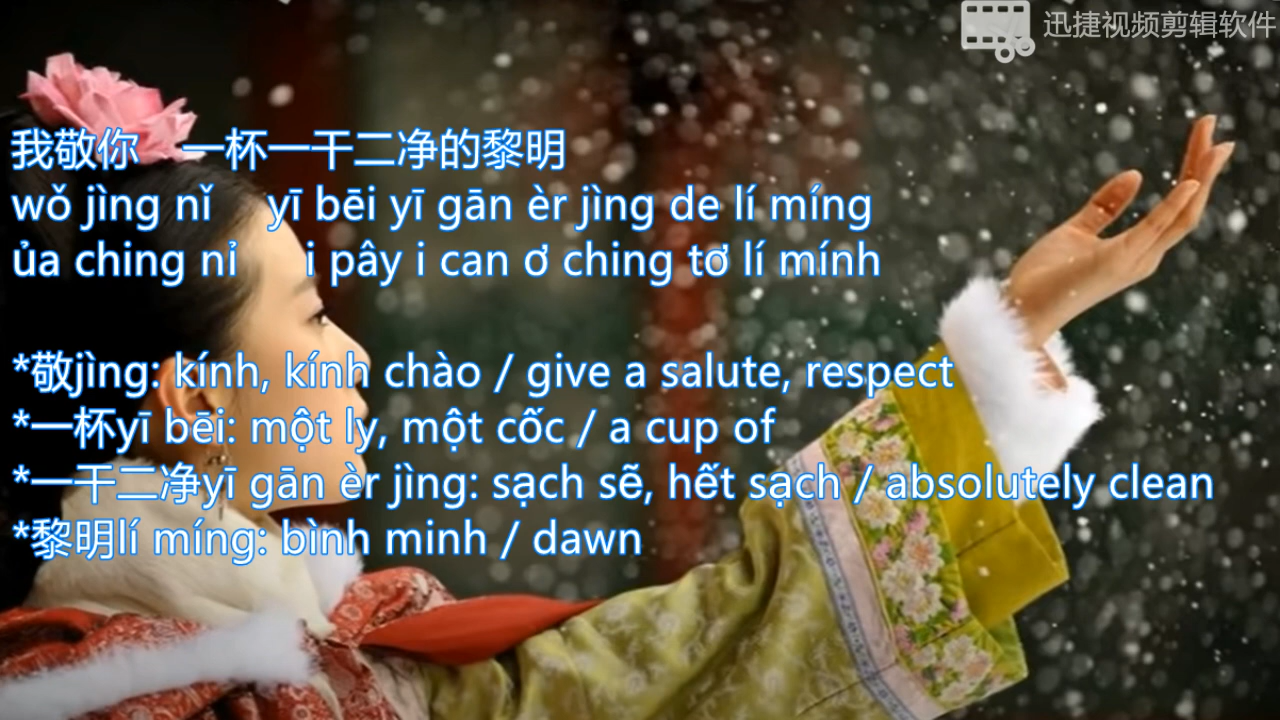 迅捷视频剪辑软件
我敬你 一杯一干二净的黎明
wǒ jìng nǐ yī bēi yī gān èr jìng de lí míng
ủa ching nỉ i pây i can ơ ching tơ lí mính
*敬jìng: kính, kính chào / give a salute, respect
*一杯yī bēi: một ly, một cốc / a cup of
*一干二净yī gān èr jìng: sạch sẽ, hết sạch / absolutely clean
*黎明lí míng: bình minh / dawn